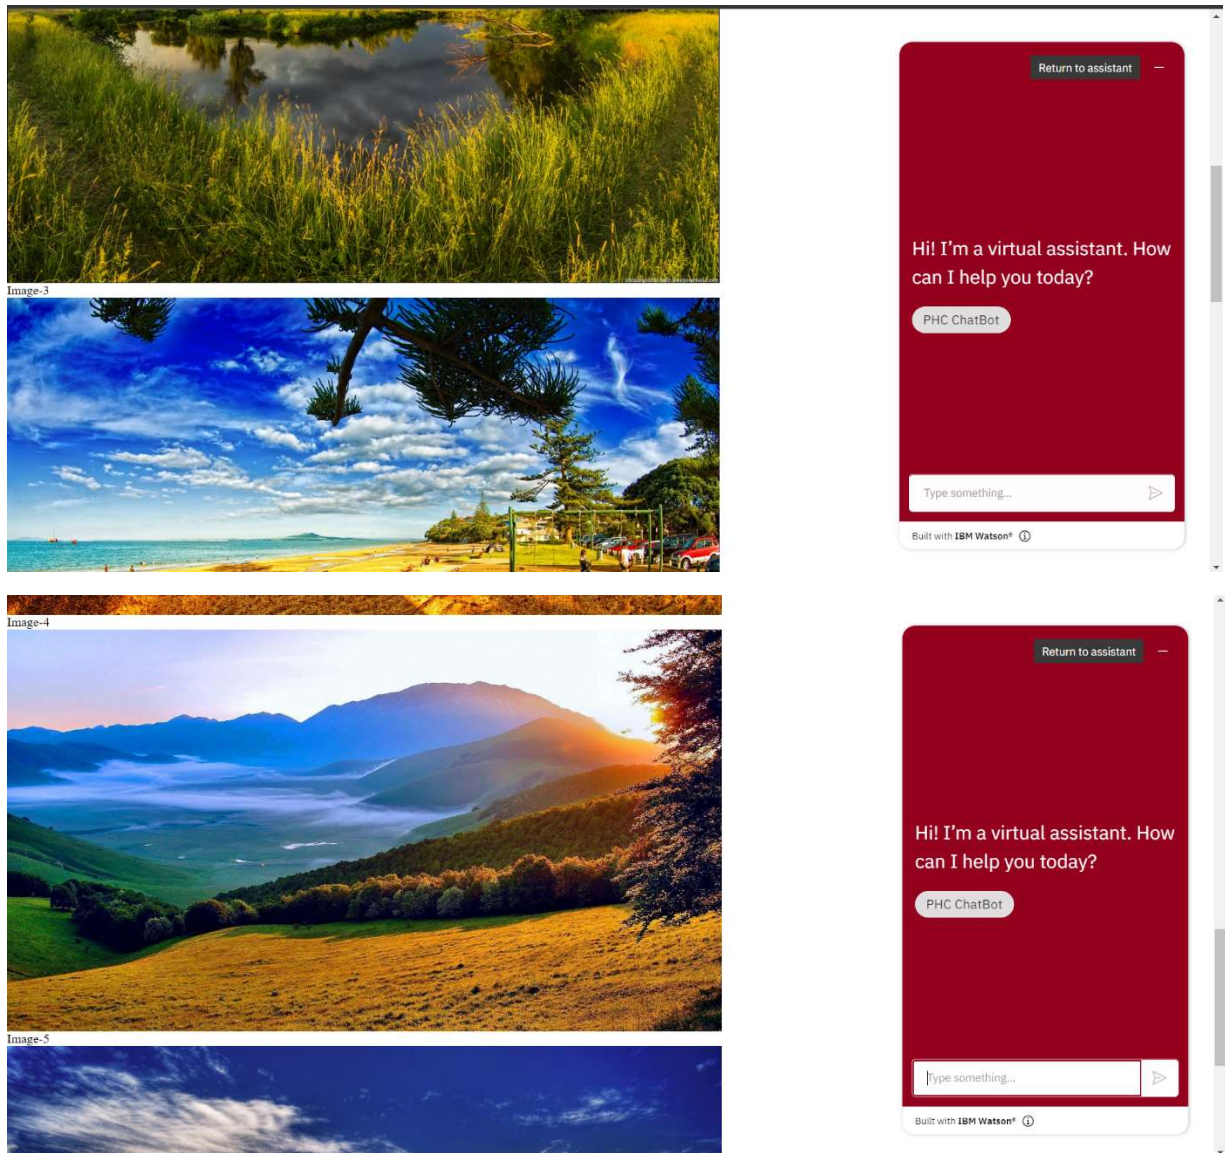 Return to assistant
Hi! I'm a virtual assistant. How
can I help you today?
PHC ChatBot
Type something...
Built with IBM Watson®
Image-3
Image-4
Return to assistant
Hi! I'm a virtual assistant. How
can I help you today?
PHC ChatBot
Type something...
Built with IBM Watson®
Image-5